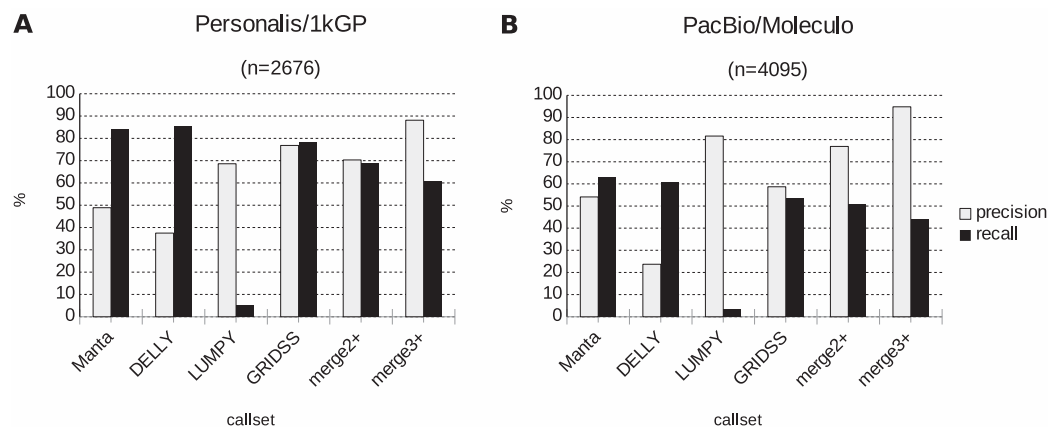 A
Personalis/1kGP
(n=2676)
100
90
80
70
60
50
40
30
20
10
0
%
Manta
DELLY
LUMPY
GRIDSS
merge2+
merge3+
callset
B
PacBio/Moleculo
(n=4095)
100
90
80
70
60
50
40
30
20
10
0
%
Manta
DELLY
LUMPY
GRIDSS
merge2+
merge3+
callset
precision
recall